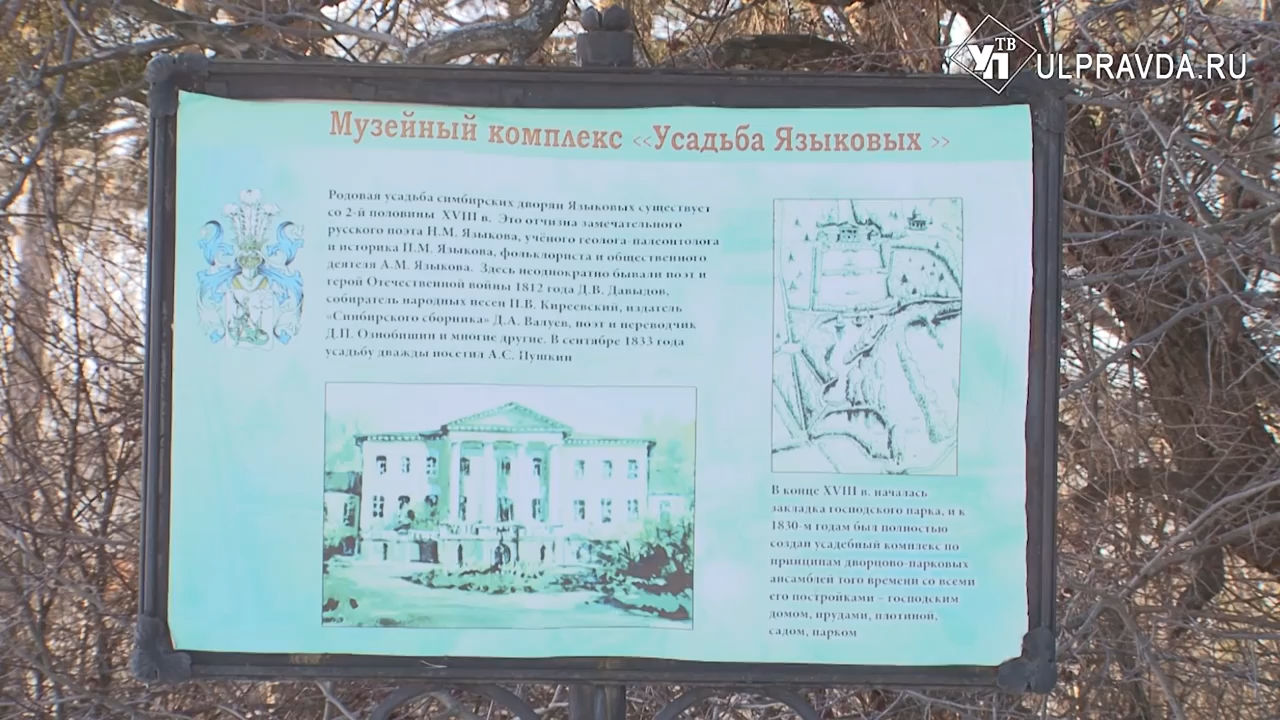 УП ТВ ULPRAVDA.RU
Музейный комплекс «Усадьба Языковых »
Родовая усадьба симбирских дворян Языковых существует
со 2-й половины XVIII в. Это отчизна замечательного
русского поэта Н.М. Языкова, учёного геолога-палеонтолога
и историка П.М. Языкова, фольклориста и общественного
деятеля А.М. Языкова. Здесь неоднократно бывали поэт и
герой Отечественной войны 1812 года Д.В. Давыдов,
собиратель народных песен П.В. Киреевский, издатель
«Синбирского сборника» Д.А. Валуев, поэт и переводчик
Д.П. Ознобишин и многие другие. В сентябре 1833 года
усадьбу дважды посетил А.С. Пушкин
В конце XVIII в. началась
закладка господского парка, и к
1830-м годам был полностью
создан усадебный комплекс по
принципам дворцово-парковых
ансамблей того времени со всеми
его постройками – господским
домом, прудами, плотиной,
садом, парком